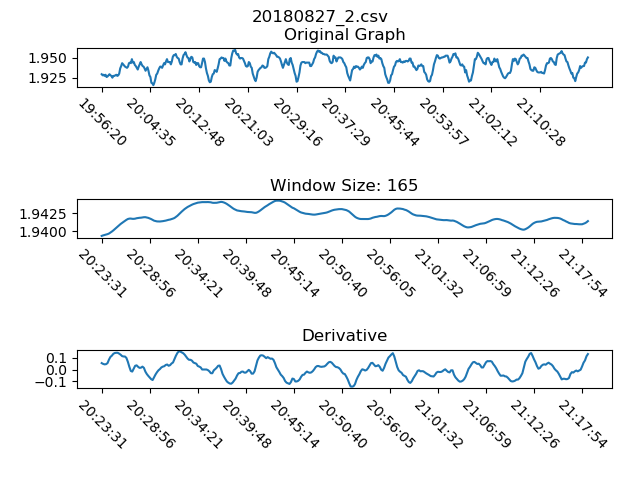 20180827_2.csv
Original Graph
1.950
1.925
19:56:20 20:04:35 20:12:48 20:21:03 20:29:16 20:37:29 20:45:44 20:53:57 21:02:12 21:10:28
Window Size: 165
1.9425
1.9400
20:23:31 20:28:56 20:34:21 20:39:48 20:45:14 20:50:40 20:56:05 21:01:32 21:06:59 21:12:26 21:17:54
Derivative
0.1
0.0
−0.1
20:23:31 20:28:56 20:34:21 20:39:48 20:45:14 20:50:40 20:56:05 21:01:32 21:06:59 21:12:26 21:17:54